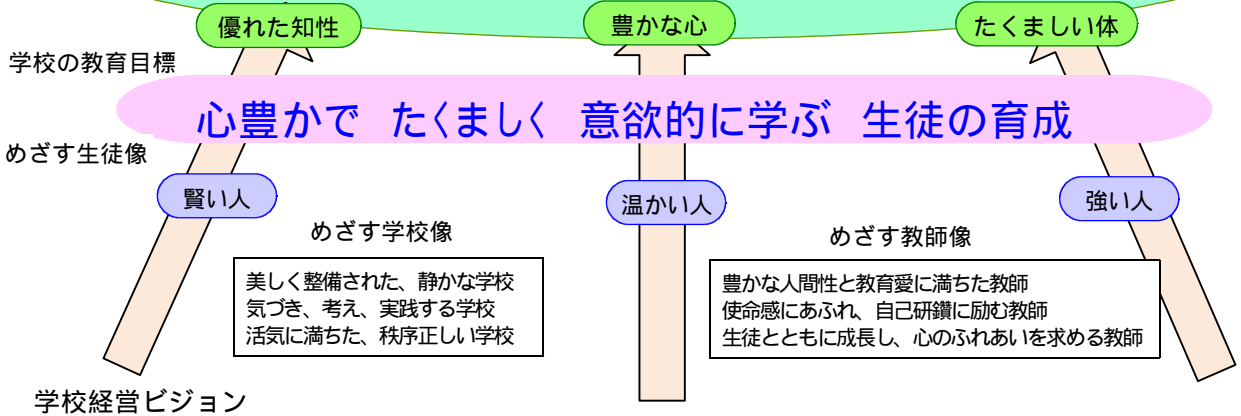 優れた知性
豊かな心
たくましい体
学校の教育目標
心豊かで たくましく 意欲的に学ぶ 生徒の育成
めざす生徒像
賢い人
温かい人
強い人
めざす学校像
美しく整備された、静かな学校
気づき、考え、実践する学校
活気に満ちた、秩序正しい学校
めざす教師像
豊かな人間性と教育愛に満ちた教師
使命感にあふれ、自己研鑽に励む教師
生徒とともに成長し、心のふれあいを求める教師
学校経営ビジョン